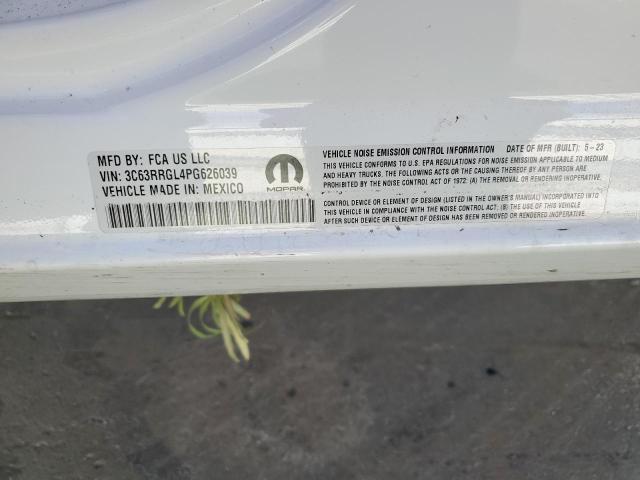 MFD BY: FCA US LLC
VIN: 3C63RRGL4PG626039
VEHICLE MADE IN: MEXICO
MOPAR
VEHICLE NOISE EMISSION CONTROL INFORMATION DATE OF MFR (BUILT): 5-23
THIS VEHICLE CONFORMS TO U.S. EPA REGULATIONS FOR NOISE EMISSION APPLICABLE TO MEDIUM
AND HEAVY TRUCKS. THE FOLLOWING ACTS OR THE CAUSING THEREOF BY ANY PERSON ARE
PROHIBITED BY THE NOISE CONTROL ACT OF 1972: (A) THE REMOVAL OR RENDERING INOPERATIVE,
CONTROL DEVICE OR ELEMENT OF DESIGN (LISTED IN THE OWNER'S MANUAL) INCORPORATED INTO
THIS VEHICLE IN COMPLIANCE WITH THE NOISE CONTROL ACT; (B) THE USE OF THIS VEHICLE
AFTER SUCH DEVICE OR ELEMENT OF DESIGN HAS BEEN REMOVED OR RENDERED INOPERATIVE.